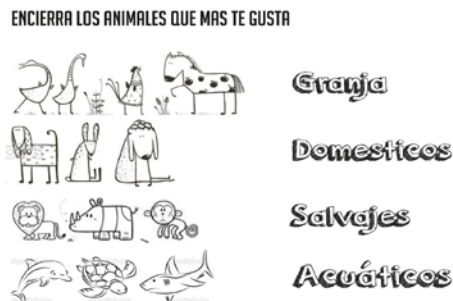 ENCIERRA LOS ANIMALES QUE MAS TE GUSTA
Granja
Domesticos
Salvajes
Acuáticos